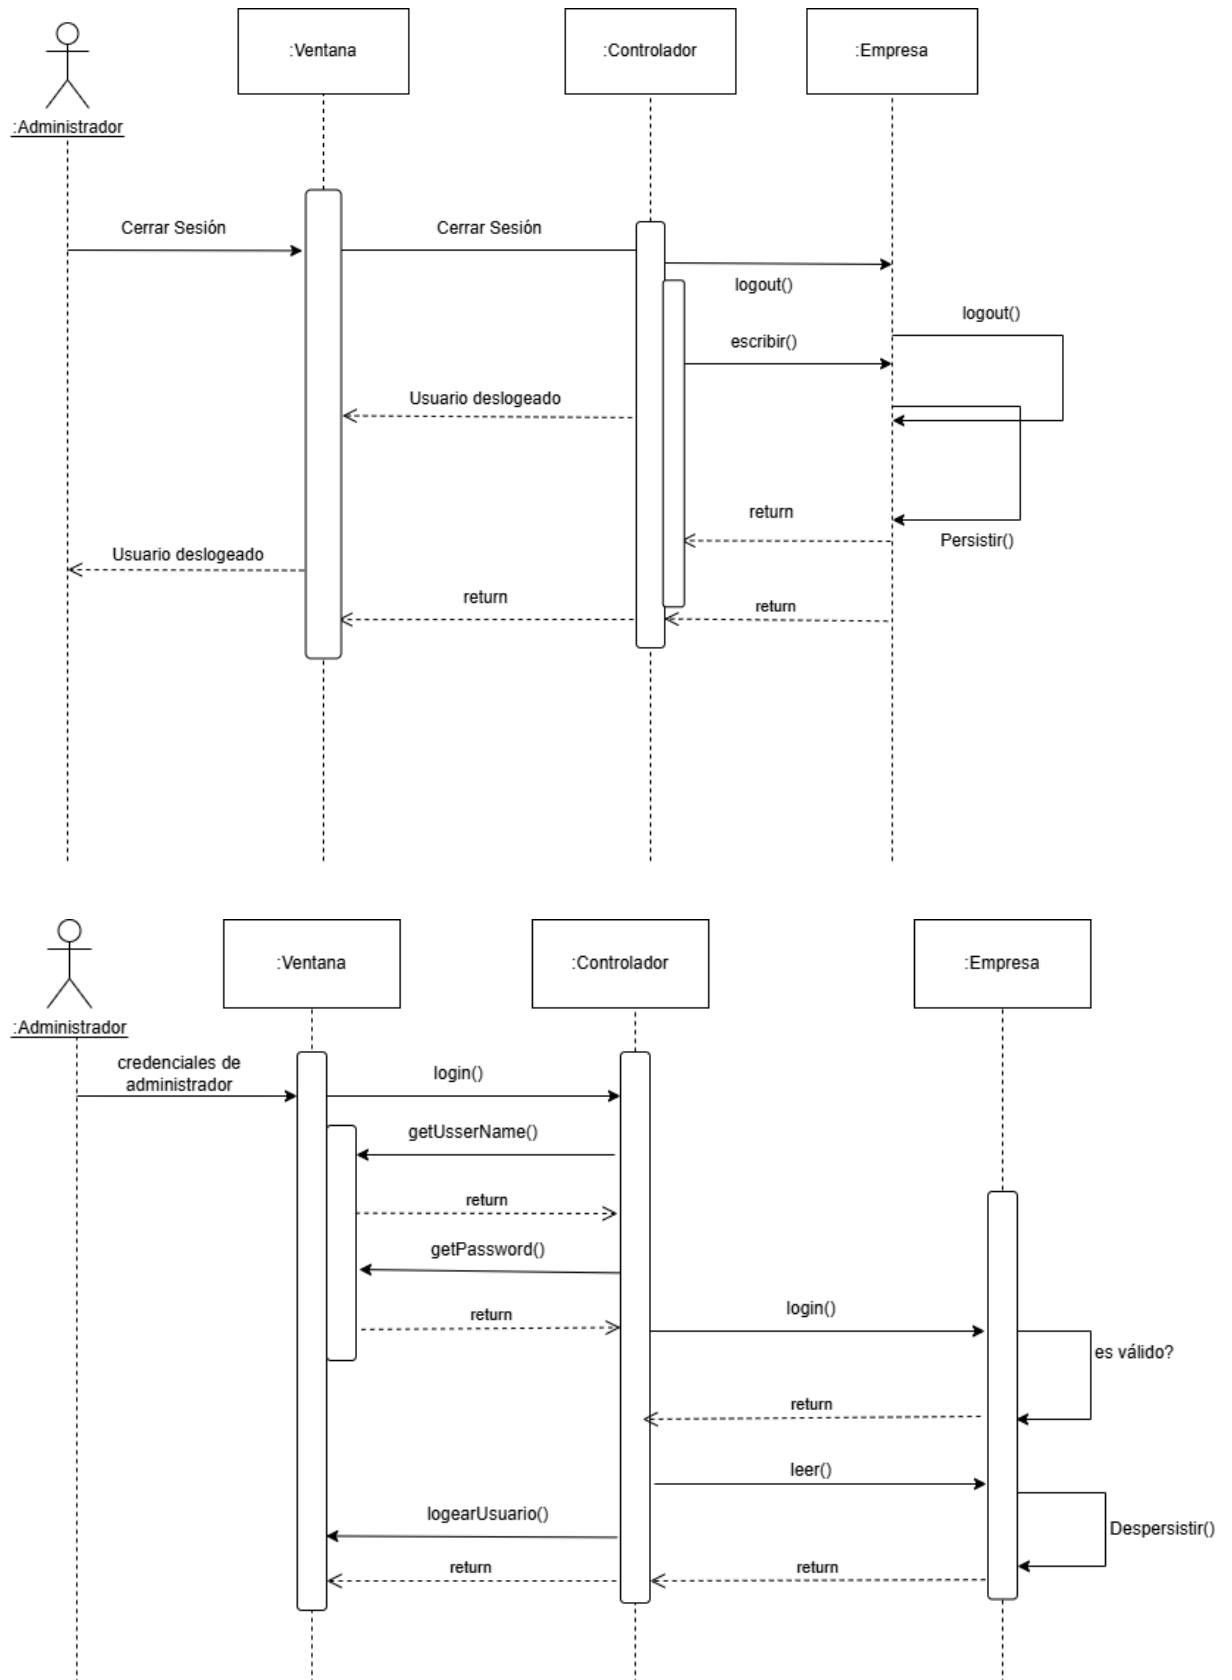 :Ventana
:Controlador
:Empresa
:Administrador
Cerrar Sesión
Cerrar Sesión
logout()
logout()
escribir()
Usuario deslogeado
return
Persistir()
Usuario deslogeado
return
return
:Ventana
:Controlador
:Empresa
:Administrador
credenciales de
administrador
login()
getUsserName()
return
getPassword()
return
login()
es válido?
return
leer()
logearUsuario()
Despersistir()
return
return